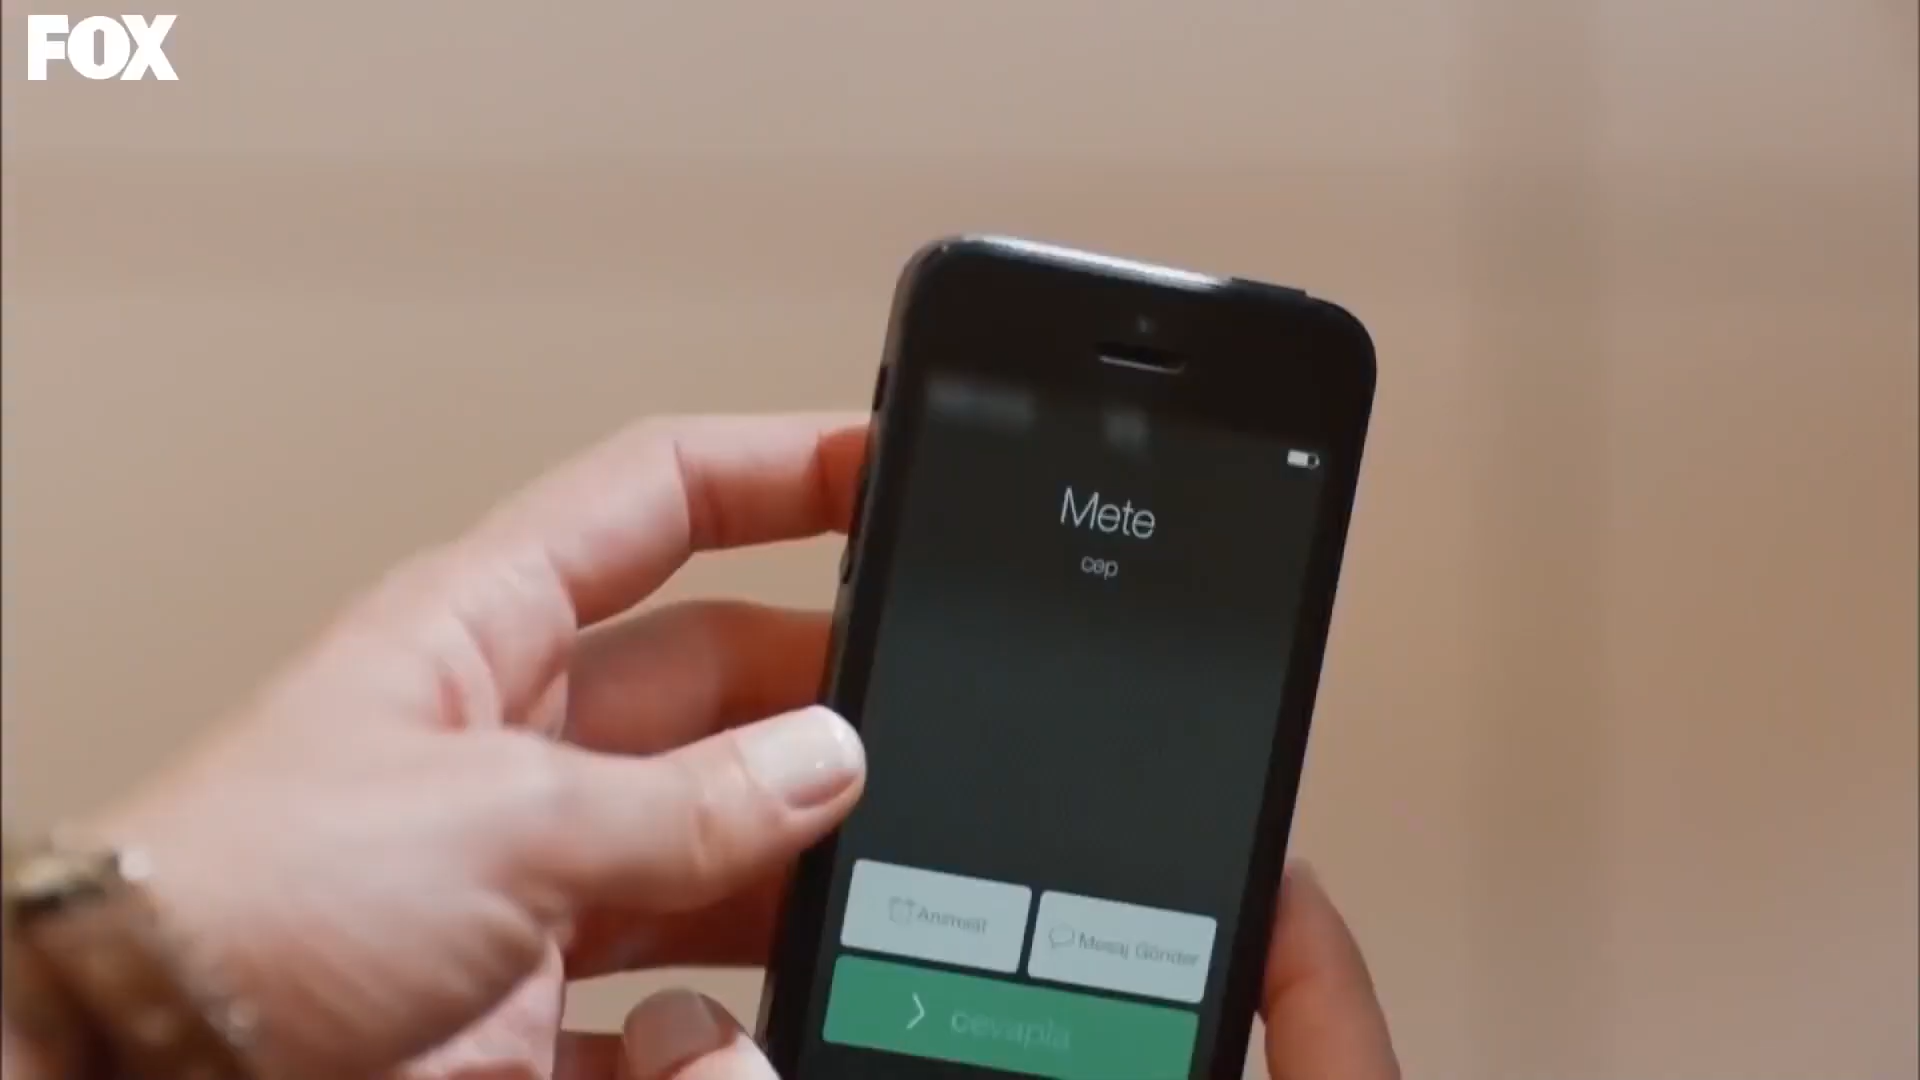 FOX
Mete
cep
Anımsat
Mesaj Gönder
cevapla